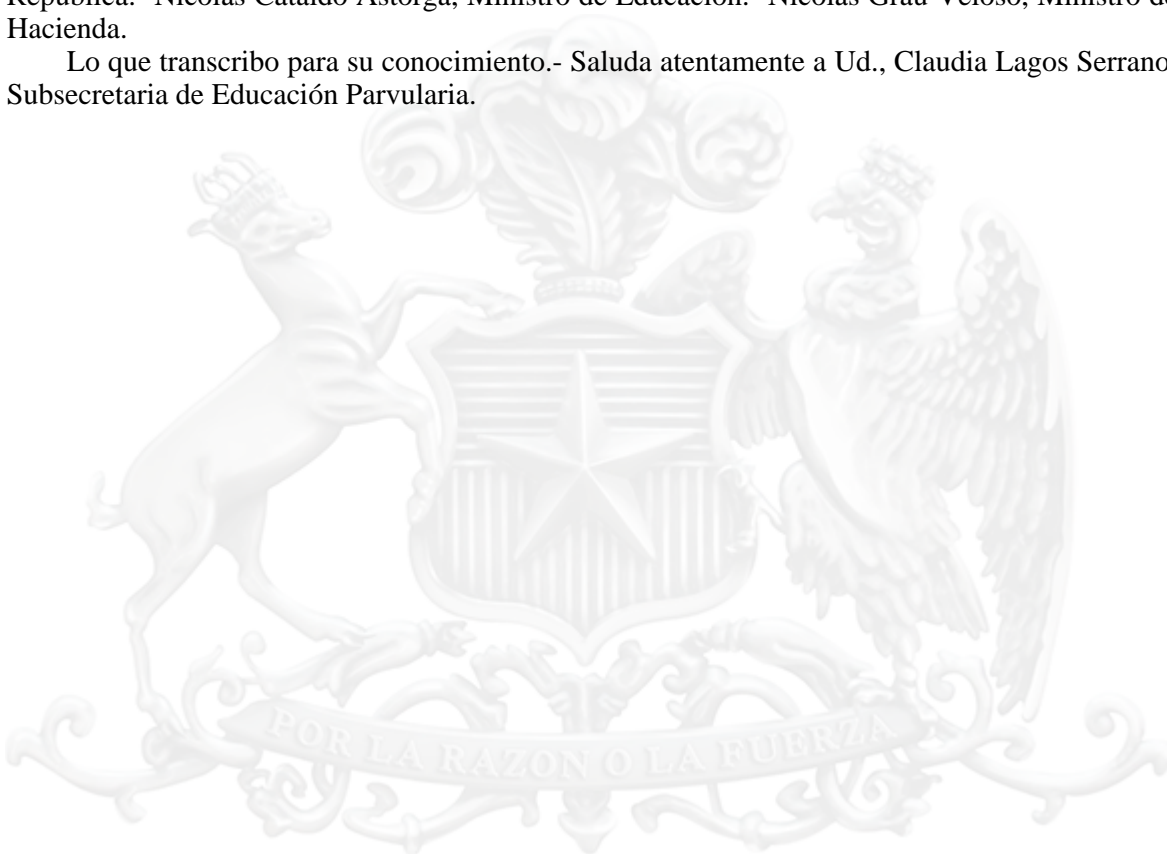 República.- Nicolás Cataldo Astorga, Ministro de Educación.- Nicolás Grau Veloso, Ministro de
Hacienda.
Lo que transcribo para su conocimiento.- Saluda atentamente a Ud., Claudia Lagos Serrano
Subsecretaria de Educación Parvularia.
POR LA RAZON O LA FUERZA